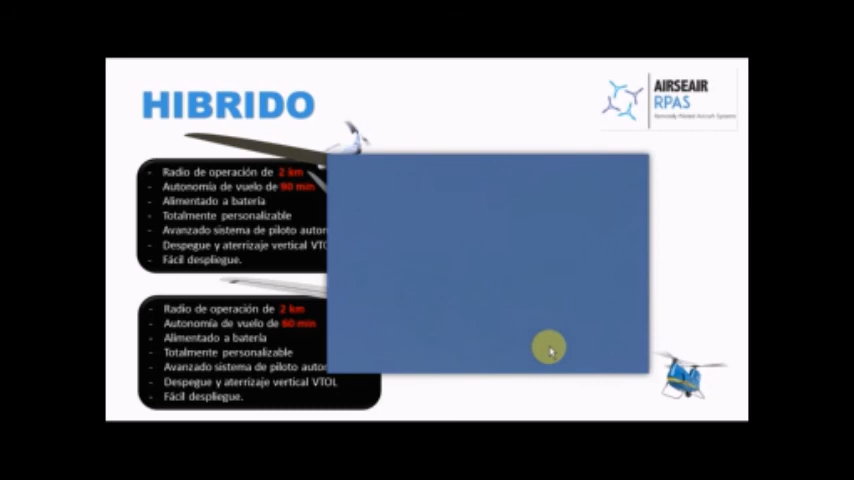 HIBRIDO
AIRSEAIR
RPAS
Remotely Piloted Aircraft Systems
- Radio de operación de 2 km
- Autonomía de vuelo de 90 min
- Alimentado a batería
- Totalmente personalizable
- Avanzado sistema de piloto autom
- Despegue y aterrizaje vertical VTO
- Fácil despliegue.
- Radio de operación de 2 km
- Autonomía de vuelo de 60 min
- Alimentado a batería
- Totalmente personalizable
- Avanzado sistema de piloto autom
- Despegue y aterrizaje vertical VTOL
- Fácil despliegue.